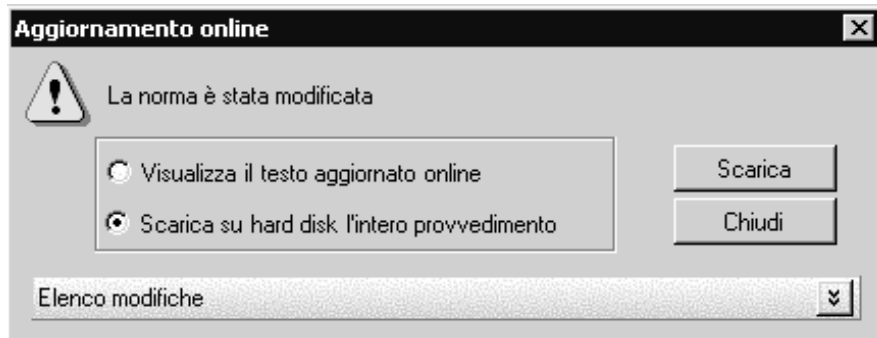 Aggiornamento online
La norma è stata modificata
Visualizza il testo aggiornato online
Scarica su hard disk l'intero provvedimento
Scarica
Chiudi
Elenco modifiche